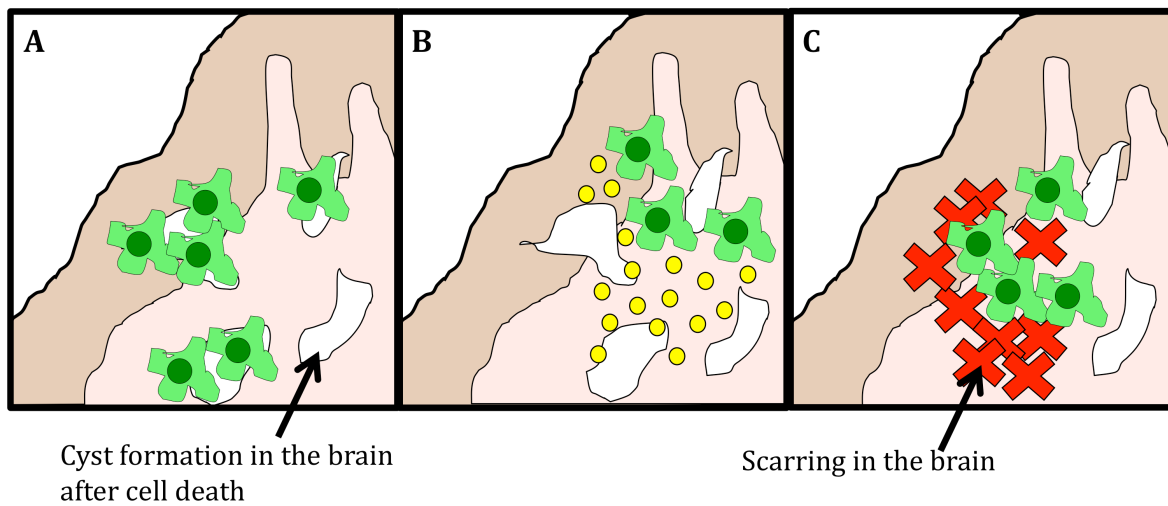 A
B
C
Cyst formation in the brain
after cell death
Scarring in the brain